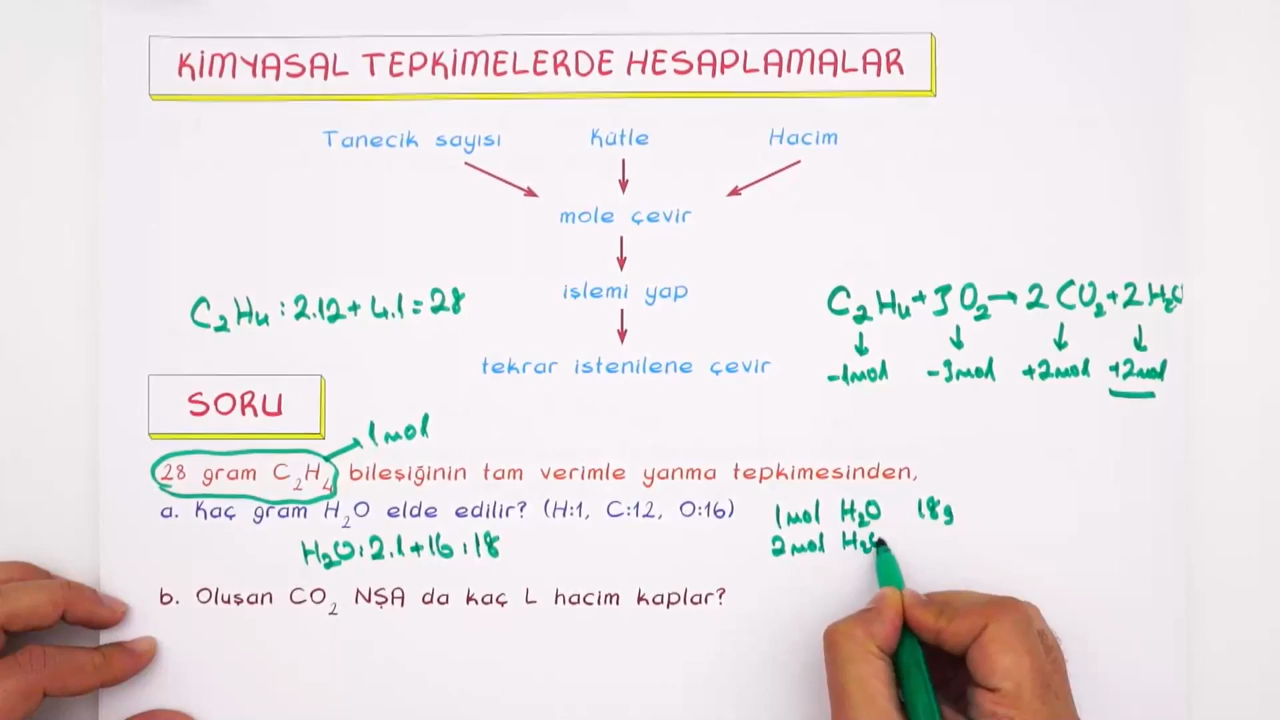 KİMYASAL TEPKİMELERDE HESAPLAMALAR
Tanecik sayısı Kütle Hacim
mole çevir
işlemi yap
tekrar istenilene çevir
C₂H₄ : 2.12 + 4.1 = 28
C₂H₄ + 3O₂ → 2CO₂ + 2H₂O
-1mol -3mol +2mol +2mol
SORU
1mol
28 gram C₂H₄ bileşiğinin tam verimle yanma tepkimesinden,
a. Kaç gram H₂O elde edilir? (H:1, C:12, O:16)
H₂O : 2.1 + 16 : 18
1mol H₂O 18g
2mol H₂O
b. Oluşan CO₂ NŞA da kaç L hacim kaplar?